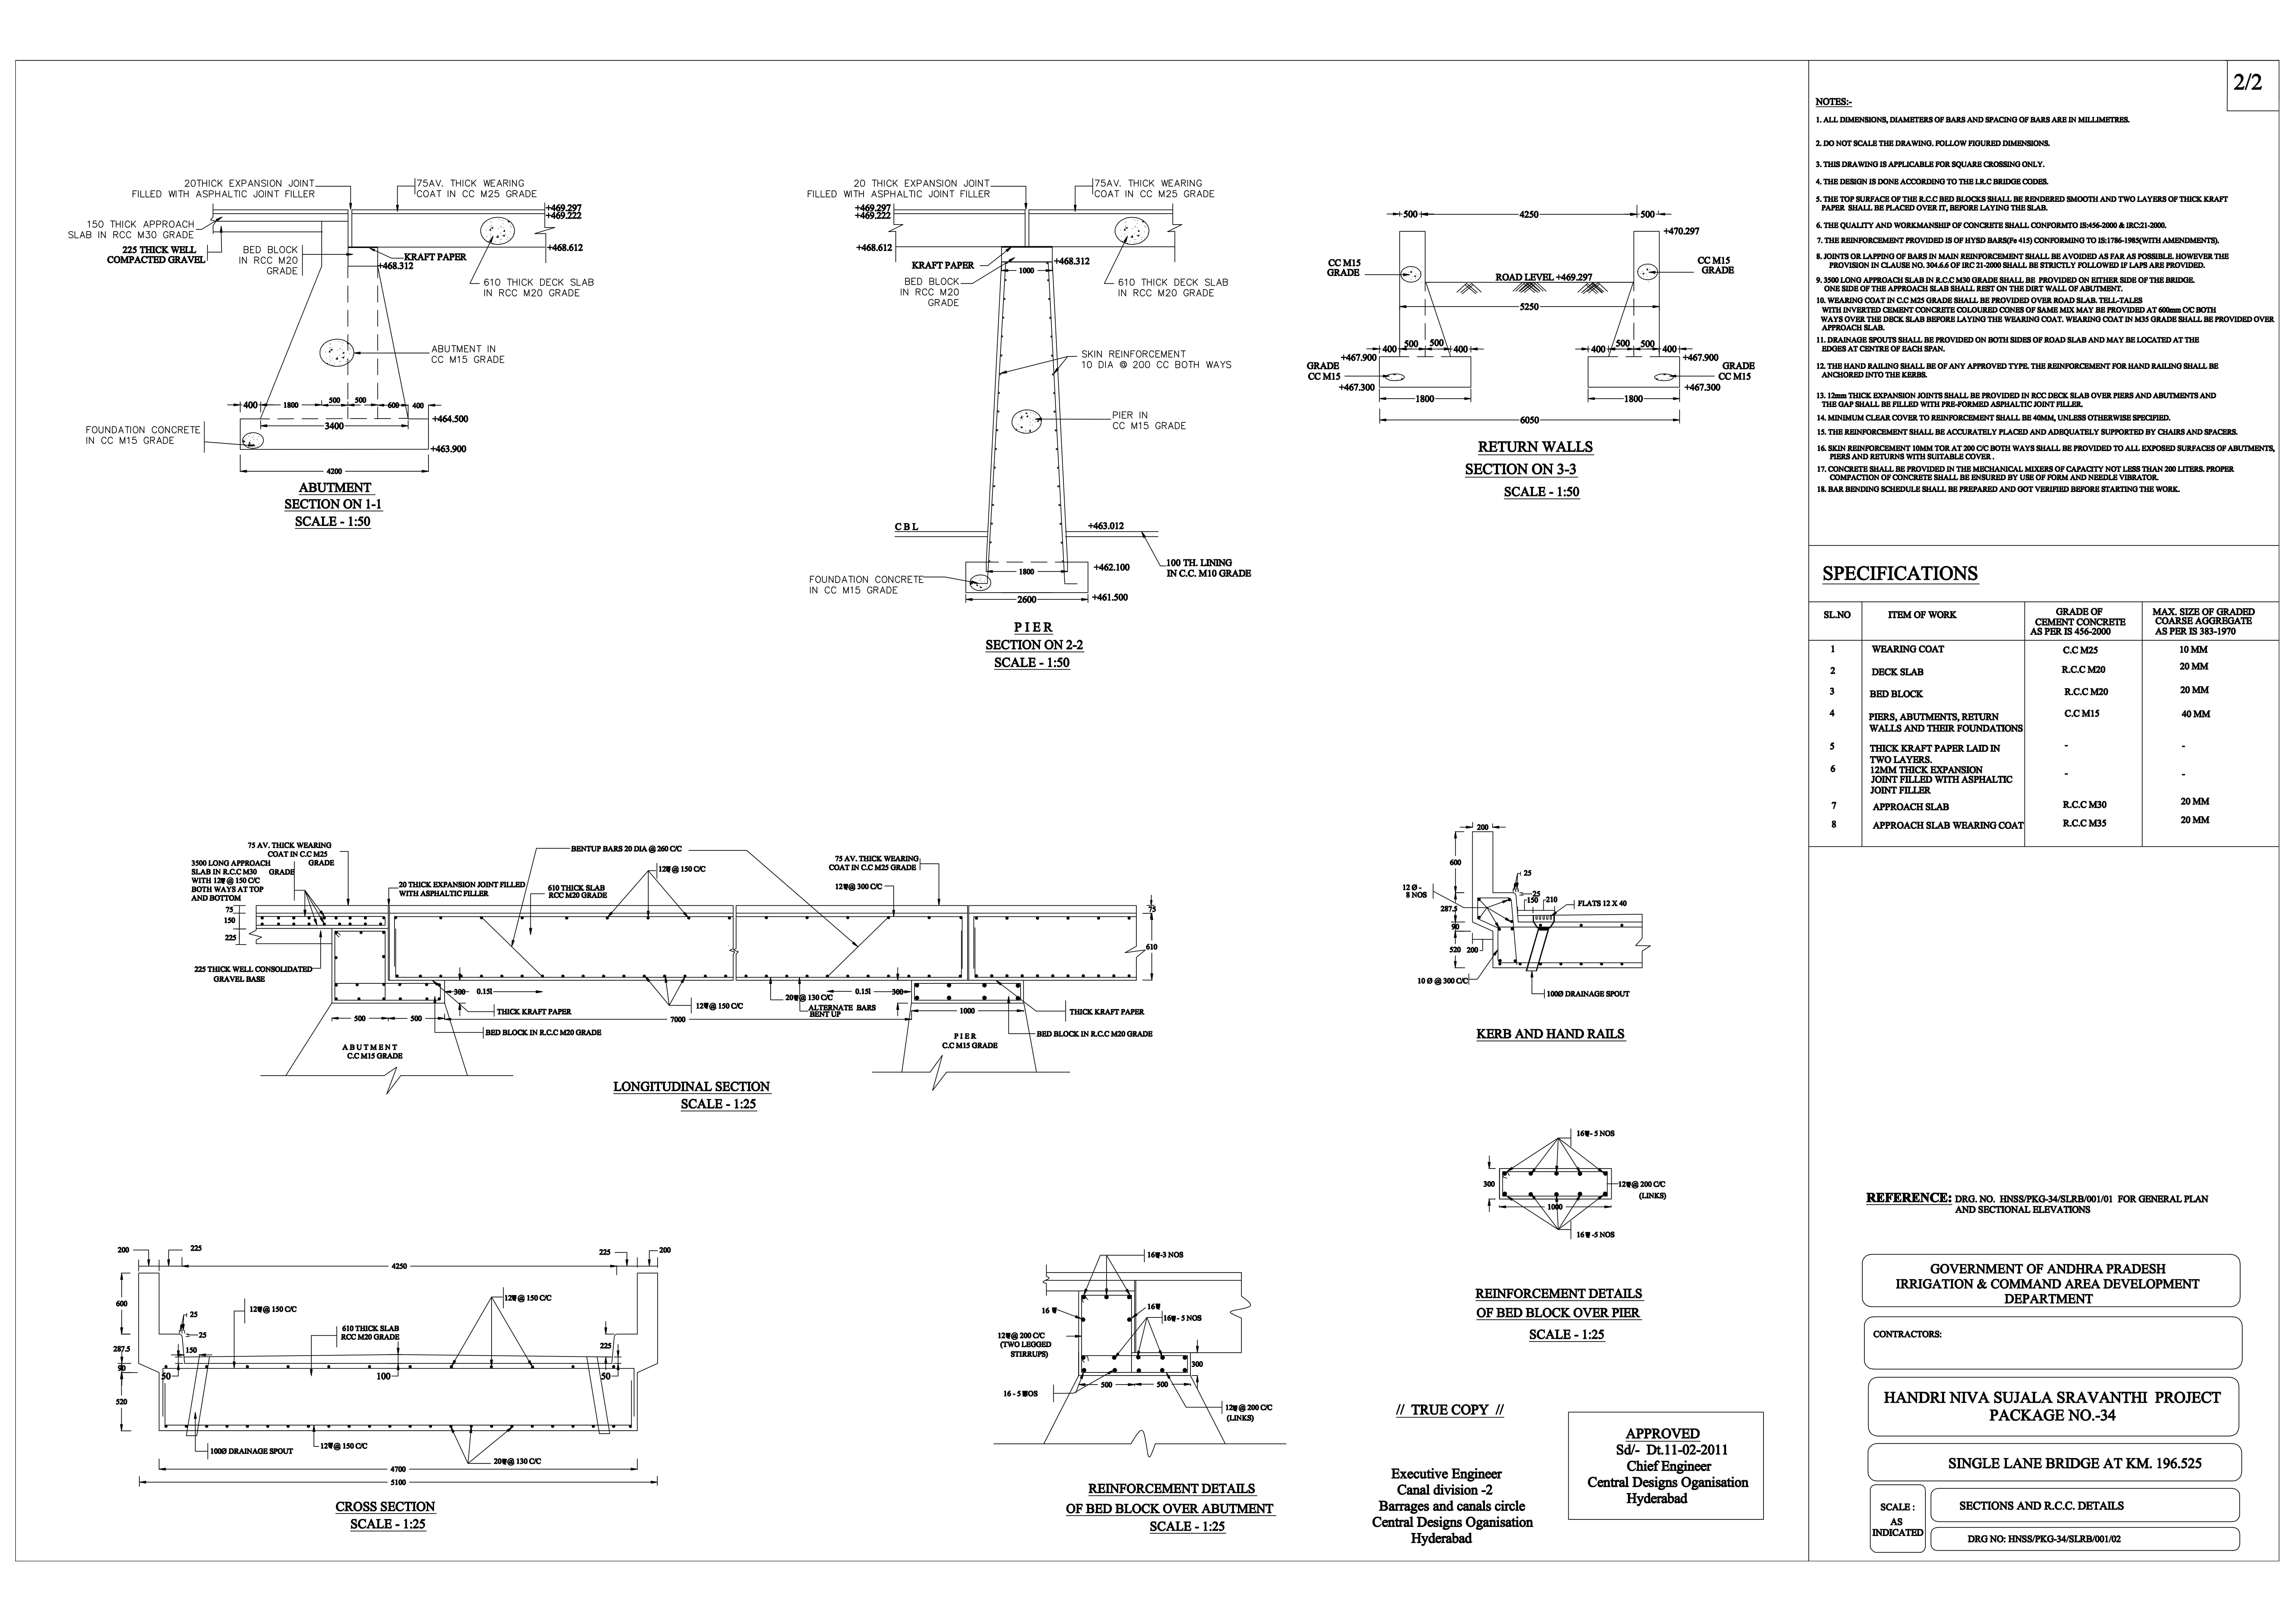 2/2
20THICK EXPANSION JOINT
FILLED WITH ASPHALTIC JOINT FILLER
75AV. THICK WEARING
COAT IN CC M25 GRADE
150 THICK APPROACH
SLAB IN RCC M30 GRADE
225 THICK WELL
COMPACTED GRAVEL
BED BLOCK
IN RCC M20
GRADE
+469.297
+469.222
+468.612
KRAFT PAPER
+468.312
610 THICK DECK SLAB
IN RCC M20 GRADE
ABUTMENT IN
CC M15 GRADE
400
1800
500
500
600
400
3400
+464.500
FOUNDATION CONCRETE
IN CC M15 GRADE
+463.900
4200
ABUTMENT
SECTION ON 1-1
SCALE - 1:50
20 THICK EXPANSION JOINT
FILLED WITH ASPHALTIC JOINT FILLER
75AV. THICK WEARING
COAT IN CC M25 GRADE
+469.297
+469.222
+468.612
KRAFT PAPER
+468.312
1000
BED BLOCK
IN RCC M20
GRADE
610 THICK DECK SLAB
IN RCC M20 GRADE
SKIN REINFORCEMENT
10 DIA @ 200 CC BOTH WAYS
PIER IN
CC M15 GRADE
C B L
+463.012
100 TH. LINING
IN C.C. M10 GRADE
+462.100
1800
FOUNDATION CONCRETE
IN CC M15 GRADE
2600
+461.500
P I E R
SECTION ON 2-2
SCALE - 1:50
500
4250
500
+470.297
CC M15
GRADE
CC M15
GRADE
ROAD LEVEL +469.297
5250
400
500
500
400
400
500
500
400
+467.900
+467.900
GRADE
CC M15
GRADE
CC M15
+467.300
+467.300
1800
1800
6050
RETURN WALLS
SECTION ON 3-3
SCALE - 1:50
75 AV. THICK WEARING
COAT IN C.C M25
GRADE
3500 LONG APPROACH
SLAB IN R.C.C M30
GRADE
WITH 12Ҹ @ 150 C/C
BOTH WAYS AT TOP
AND BOTTOM
20 THICK EXPANSION JOINT FILLED
WITH ASPHALTIC FILLER
BENTUP BARS 20 DIA @ 260 C/C
610 THICK SLAB
RCC M20 GRADE
12Ҹ@ 150 C/C
75 AV. THICK WEARING
COAT IN C.C M25 GRADE
12Ҹ@ 300 C/C
75
150
225
75
610
225 THICK WELL CONSOLIDATED
GRAVEL BASE
300
0.15l
THICK KRAFT PAPER
BED BLOCK IN R.C.C M20 GRADE
500
500
7000
12Ҹ@ 150 C/C
20Ҹ@ 130 C/C
ALTERNATE BARS
BENT UP
0.15l
300
1000
THICK KRAFT PAPER
BED BLOCK IN R.C.C M20 GRADE
A B U T M E N T
C.C M15 GRADE
P I E R
C.C M15 GRADE
LONGITUDINAL SECTION
SCALE - 1:25
200
600
12 Ø -
8 NOS
287.5
90
520
200
25
25
150
210
FLATS 12 X 40
10 Ø @ 300 C/C
100Ø DRAINAGE SPOUT
KERB AND HAND RAILS
16Ҹ- 5 NOS
300
12Ҹ@ 200 C/C
(LINKS)
1000
16Ҹ -5 NOS
REINFORCEMENT DETAILS
OF BED BLOCK OVER PIER
SCALE - 1:25
200
225
4250
225
200
600
25
25
12Ҹ@ 150 C/C
12Ҹ@ 150 C/C
610 THICK SLAB
RCC M20 GRADE
287.5
150
225
90
50
100
50
520
100Ø DRAINAGE SPOUT
12Ҹ@ 150 C/C
20Ҹ@ 130 C/C
4700
5100
CROSS SECTION
SCALE - 1:25
16Ҹ-3 NOS
16 Ҹ
16Ҹ
16Ҹ- 5 NOS
12Ҹ@ 200 C/C
(TWO LEGGED
STIRRUPS)
300
500
500
16 - 5 ҸOS
12Ҹ@ 200 C/C
(LINKS)
REINFORCEMENT DETAILS
OF BED BLOCK OVER ABUTMENT
SCALE - 1:25
// TRUE COPY //
Executive Engineer
Canal division -2
Barrages and canals circle
Central Designs Oganisation
Hyderabad
APPROVED
Sd/- Dt.11-02-2011
Chief Engineer
Central Designs Oganisation
Hyderabad
NOTES:-
1. ALL DIMENSIONS, DIAMETERS OF BARS AND SPACING OF BARS ARE IN MILLIMETRES.
2. DO NOT SCALE THE DRAWING. FOLLOW FIGURED DIMENSIONS.
3. THIS DRAWING IS APPLICABLE FOR SQUARE CROSSING ONLY.
4. THE DESIGN IS DONE ACCORDING TO THE I.R.C BRIDGE CODES.
5. THE TOP SURFACE OF THE R.C.C BED BLOCKS SHALL BE RENDERED SMOOTH AND TWO LAYERS OF THICK KRAFT
PAPER SHALL BE PLACED OVER IT, BEFORE LAYING THE SLAB.
6. THE QUALITY AND WORKMANSHIP OF CONCRETE SHALL CONFORMTO IS:456-2000 & IRC:21-2000.
7. THE REINFORCEMENT PROVIDED IS OF HYSD BARS(Fe 415) CONFORMING TO IS:1786-1985(WITH AMENDMENTS).
8. JOINTS OR LAPPING OF BARS IN MAIN REINFORCEMENT SHALL BE AVOIDED AS FAR AS POSSIBLE. HOWEVER THE
PROVISION IN CLAUSE NO. 304.6.6 OF IRC 21-2000 SHALL BE STRICTLY FOLLOWED IF LAPS ARE PROVIDED.
9. 3500 LONG APPROACH SLAB IN R.C.C M30 GRADE SHALL BE PROVIDED ON EITHER SIDE OF THE BRIDGE.
ONE SIDE OF THE APPROACH SLAB SHALL REST ON THE DIRT WALL OF ABUTMENT.
10. WEARING COAT IN C.C M25 GRADE SHALL BE PROVIDED OVER ROAD SLAB. TELL-TALES
WITH INVERTED CEMENT CONCRETE COLOURED CONES OF SAME MIX MAY BE PROVIDED AT 600mm C/C BOTH
WAYS OVER THE DECK SLAB BEFORE LAYING THE WEARING COAT. WEARING COAT IN M35 GRADE SHALL BE PROVIDED OVER
APPROACH SLAB.
11. DRAINAGE SPOUTS SHALL BE PROVIDED ON BOTH SIDES OF ROAD SLAB AND MAY BE LOCATED AT THE
EDGES AT CENTRE OF EACH SPAN.
12. THE HAND RAILING SHALL BE OF ANY APPROVED TYPE. THE REINFORCEMENT FOR HAND RAILING SHALL BE
ANCHORED INTO THE KERBS.
13. 12mm THICK EXPANSION JOINTS SHALL BE PROVIDED IN RCC DECK SLAB OVER PIERS AND ABUTMENTS AND
THE GAP SHALL BE FILLED WITH PRE-FORMED ASPHALTIC JOINT FILLER.
14. MINIMUM CLEAR COVER TO REINFORCEMENT SHALL BE 40MM, UNLESS OTHERWISE SPECIFIED.
15. THE REINFORCEMENT SHALL BE ACCURATELY PLACED AND ADEQUATELY SUPPORTED BY CHAIRS AND SPACERS.
16. SKIN REINFORCEMENT 10MM TOR AT 200 C/C BOTH WAYS SHALL BE PROVIDED TO ALL EXPOSED SURFACES OF ABUTMENTS,
PIERS AND RETURNS WITH SUITABLE COVER .
17. CONCRETE SHALL BE PROVIDED IN THE MECHANICAL MIXERS OF CAPACITY NOT LESS THAN 200 LITERS. PROPER
COMPACTION OF CONCRETE SHALL BE ENSURED BY USE OF FORM AND NEEDLE VIBRATOR.
18. BAR BENDING SCHEDULE SHALL BE PREPARED AND GOT VERIFIED BEFORE STARTING THE WORK.
SPECIFICATIONS
SL.NO ITEM OF WORK GRADE OF CEMENT CONCRETE AS PER IS 456-2000 MAX. SIZE OF GRADED COARSE AGGREGATE AS PER IS 383-1970
1 WEARING COAT C.C M25 10 MM
2 DECK SLAB R.C.C M20 20 MM
3 BED BLOCK R.C.C M20 20 MM
4 PIERS, ABUTMENTS, RETURN C.C M15 40 MM
WALLS AND THEIR FOUNDATIONS
5 THICK KRAFT PAPER LAID IN - -
TWO LAYERS.
6 12MM THICK EXPANSION - -
JOINT FILLED WITH ASPHALTIC
JOINT FILLER
7 APPROACH SLAB R.C.C M30 20 MM
8 APPROACH SLAB WEARING COAT R.C.C M35 20 MM
REFERENCE: DRG. NO. HNSS/PKG-34/SLRB/001/01 FOR GENERAL PLAN
AND SECTIONAL ELEVATIONS
GOVERNMENT OF ANDHRA PRADESH
IRRIGATION & COMMAND AREA DEVELOPMENT
DEPARTMENT
CONTRACTORS:
HANDRI NIVA SUJALA SRAVANTHI PROJECT
PACKAGE NO.-34
SINGLE LANE BRIDGE AT KM. 196.525
SCALE :
AS
INDICATED
SECTIONS AND R.C.C. DETAILS
DRG NO: HNSS/PKG-34/SLRB/001/02